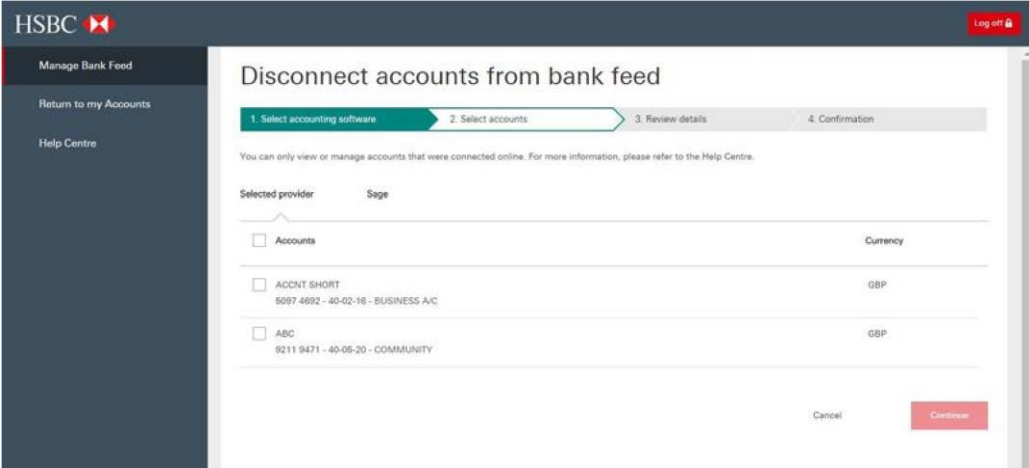 HSBC
Log off
Manage Bank Feed
Return to my Accounts
Help Centre
Disconnect accounts from bank feed
1. Select accounting software 2. Select accounts 3. Review details 4. Confirmation
You can only view or manage accounts that were connected online. For more information, please refer to the Help Centre.
Selected provider Sage
Accounts Currency
ACCNT SHORT GBP
5097 4692 - 40-02-16 - BUSINESS A/C
ABC GBP
9211 9471 - 40-05-20 - COMMUNITY
Cancel Continue